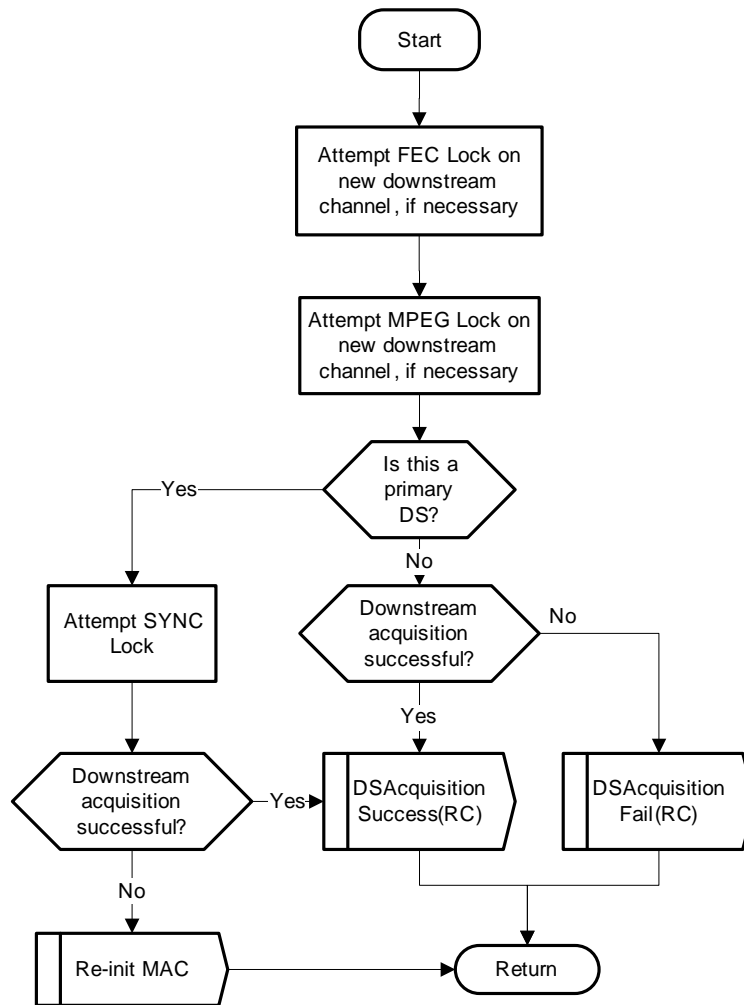 Start
Attempt FEC Lock on
new downstream
channel, if necessary
Attempt MPEG Lock on
new downstream
channel, if necessary
Is this a
primary
DS?
Yes
No
Attempt SYNC
Lock
Downstream
acquisition
successful?
No
Yes
Downstream
acquisition
successful?
Yes
DSAcquisition
Success(RC)
DSAcquisition
Fail(RC)
No
Re-init MAC
Return